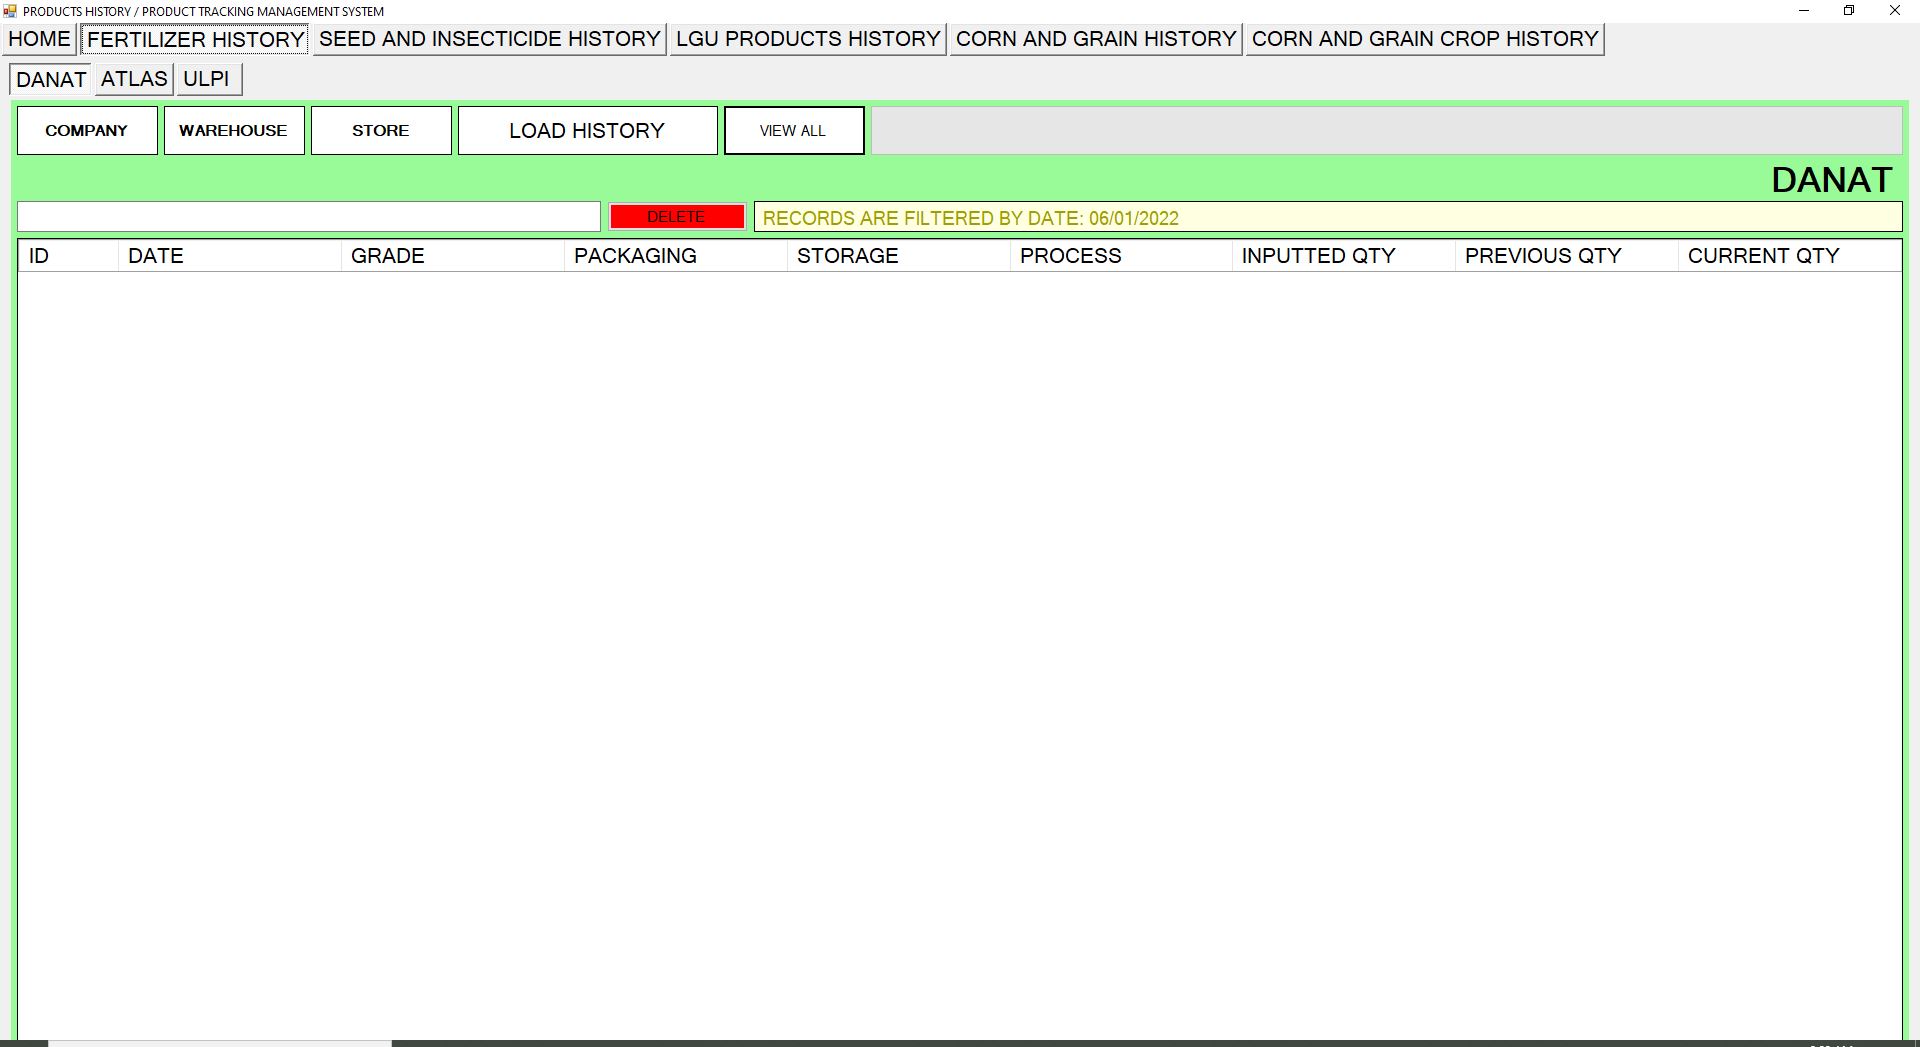 PRODUCTS HISTORY / PRODUCT TRACKING MANAGEMENT SYSTEM
HOME FERTILIZER HISTORY SEED AND INSECTICIDE HISTORY LGU PRODUCTS HISTORY CORN AND GRAIN HISTORY CORN AND GRAIN CROP HISTORY
DANAT ATLAS ULPI
COMPANY WAREHOUSE STORE LOAD HISTORY VIEW ALL
DANAT
DELETE RECORDS ARE FILTERED BY DATE: 06/01/2022
ID DATE GRADE PACKAGING STORAGE PROCESS INPUTTED QTY PREVIOUS QTY CURRENT QTY